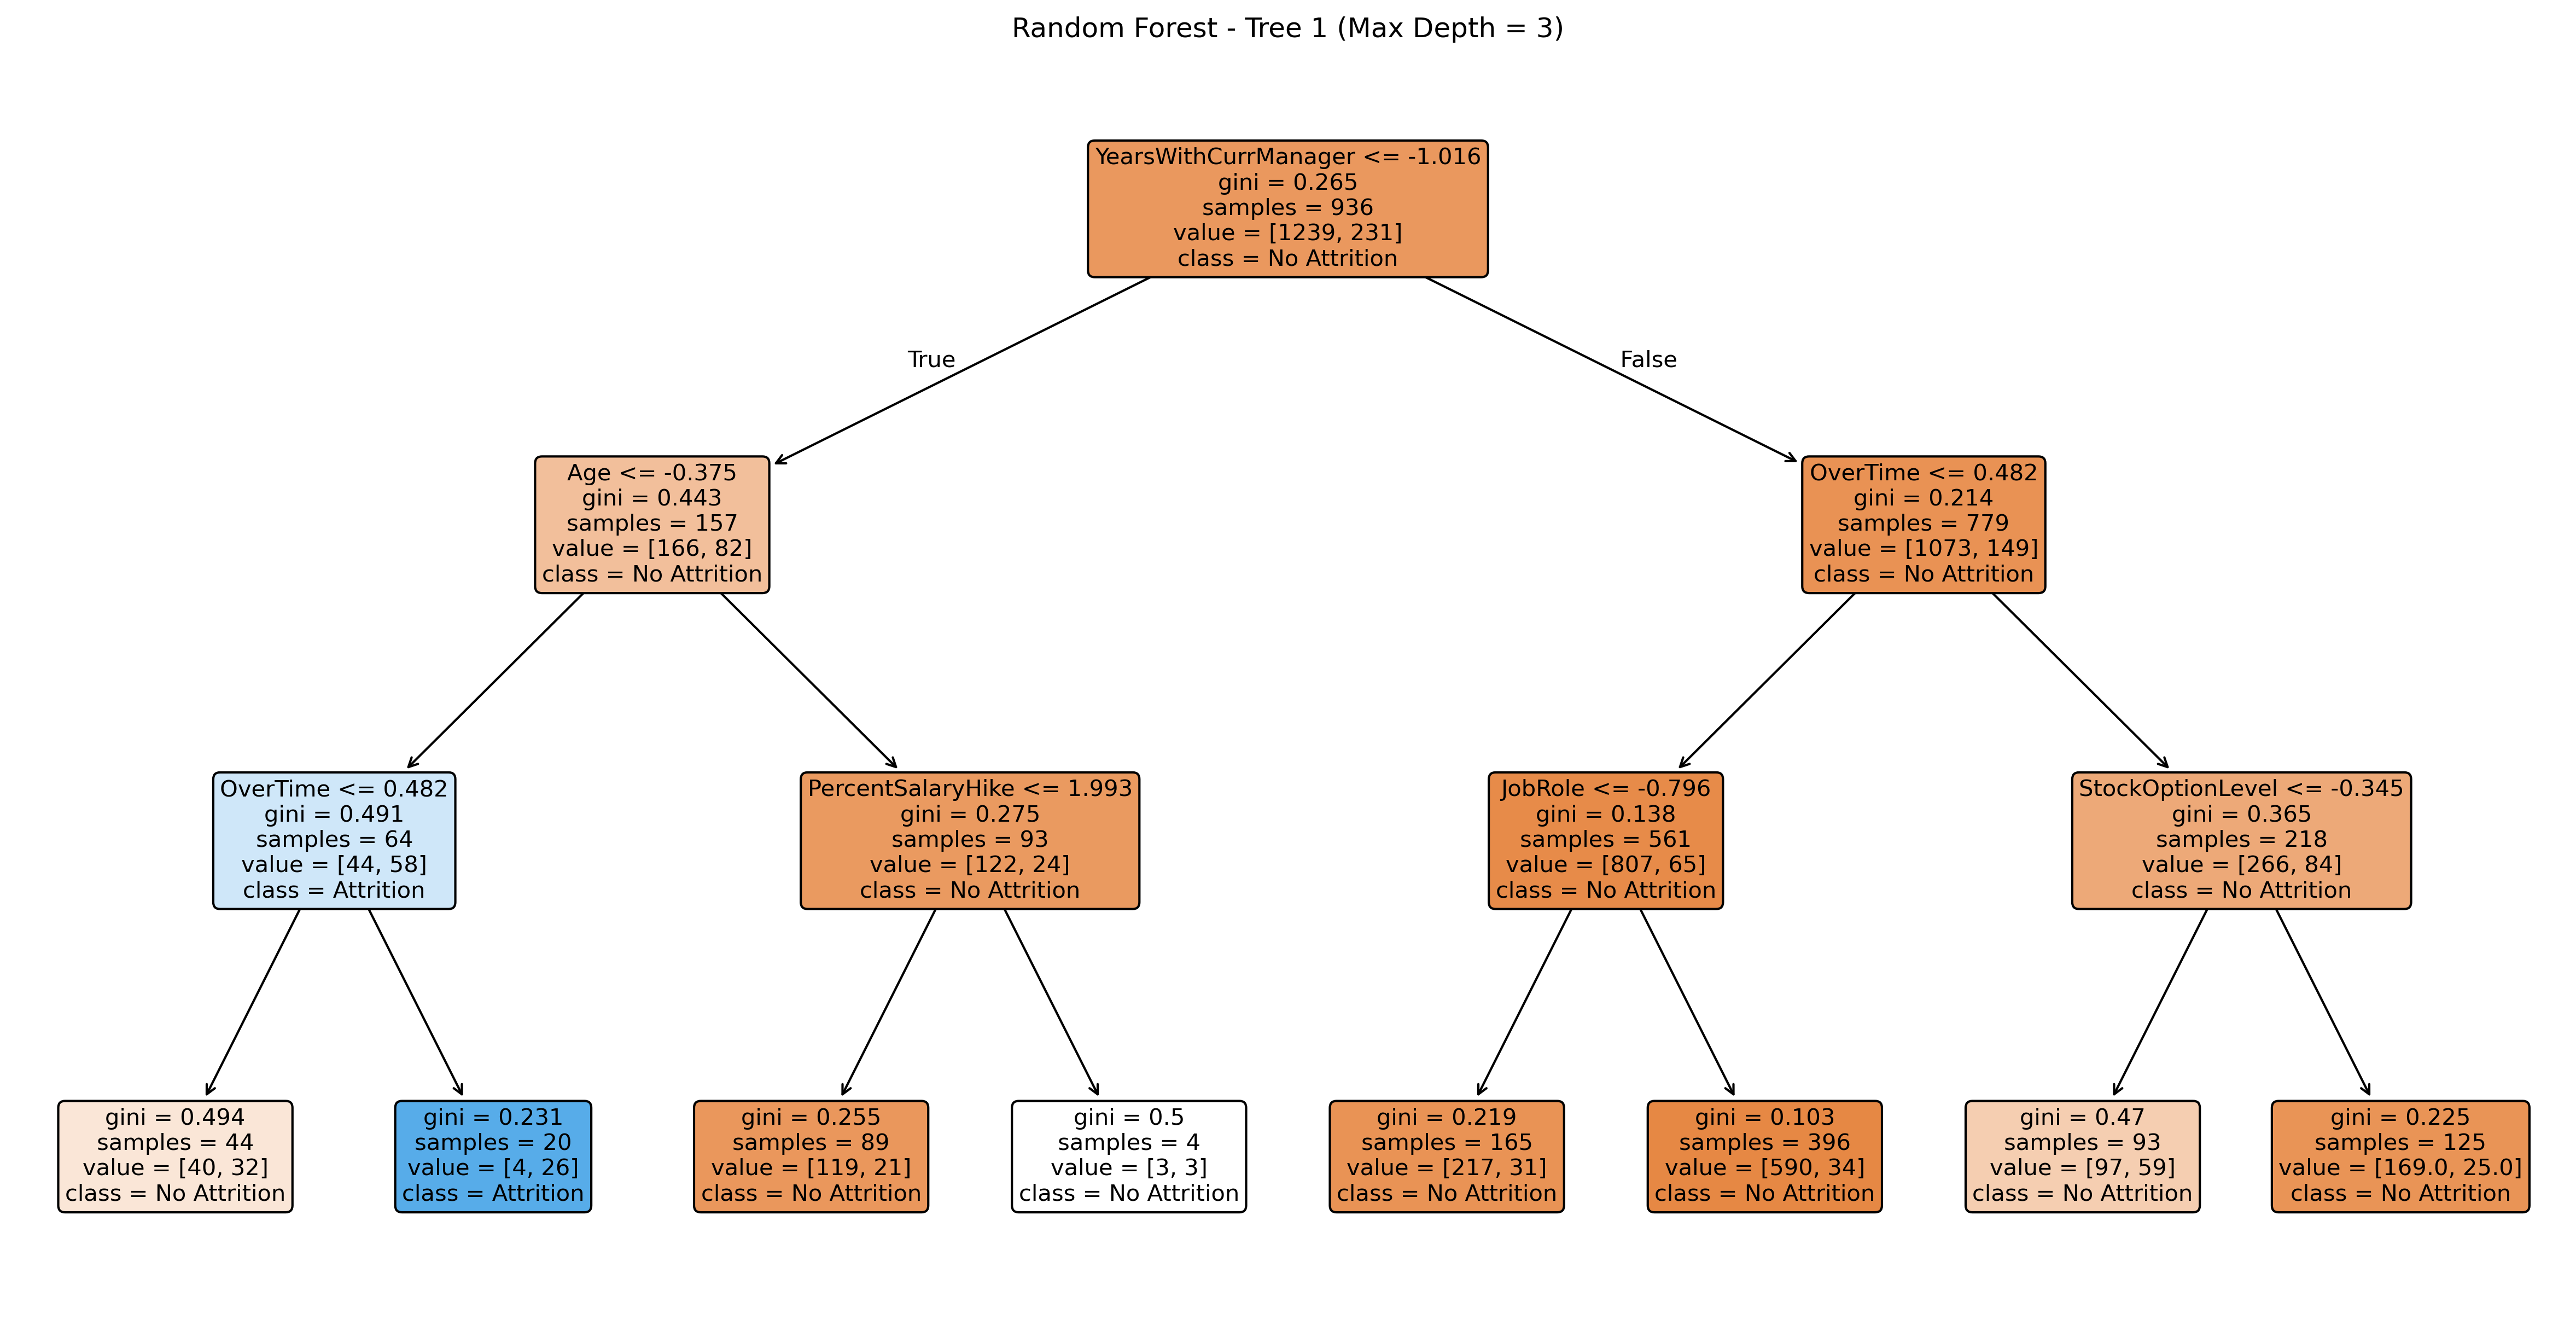 Random Forest - Tree 1 (Max Depth = 3)
YearsWithCurrManager <= -1.016
gini = 0.265
samples = 936
value = [1239, 231]
class = No Attrition
True
False
Age <= -0.375
gini = 0.443
samples = 157
value = [166, 82]
class = No Attrition
OverTime <= 0.482
gini = 0.214
samples = 779
value = [1073, 149]
class = No Attrition
OverTime <= 0.482
gini = 0.491
samples = 64
value = [44, 58]
class = Attrition
PercentSalaryHike <= 1.993
gini = 0.275
samples = 93
value = [122, 24]
class = No Attrition
JobRole <= -0.796
gini = 0.138
samples = 561
value = [807, 65]
class = No Attrition
StockOptionLevel <= -0.345
gini = 0.365
samples = 218
value = [266, 84]
class = No Attrition
gini = 0.494
samples = 44
value = [40, 32]
class = No Attrition
gini = 0.231
samples = 20
value = [4, 26]
class = Attrition
gini = 0.255
samples = 89
value = [119, 21]
class = No Attrition
gini = 0.5
samples = 4
value = [3, 3]
class = No Attrition
gini = 0.219
samples = 165
value = [217, 31]
class = No Attrition
gini = 0.103
samples = 396
value = [590, 34]
class = No Attrition
gini = 0.47
samples = 93
value = [97, 59]
class = No Attrition
gini = 0.225
samples = 125
value = [169.0, 25.0]
class = No Attrition